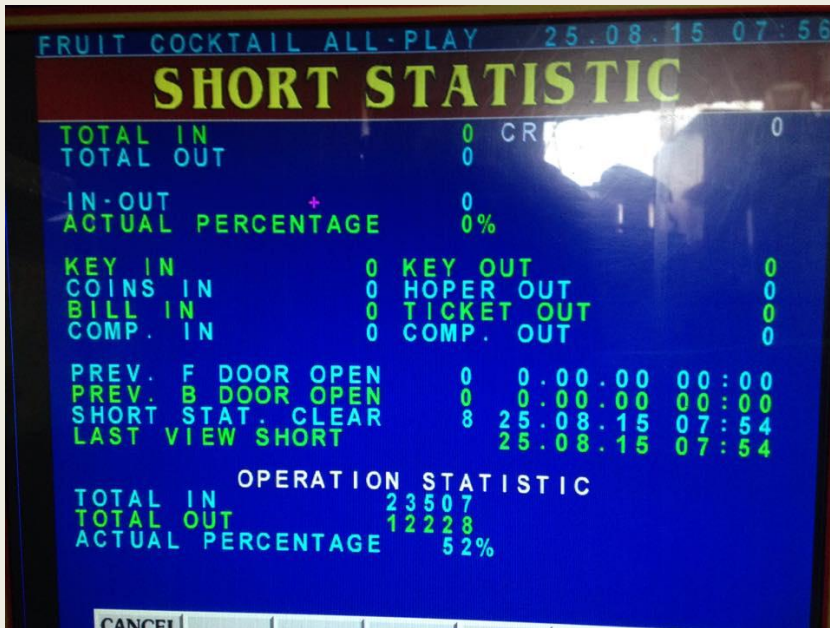 FRUIT COCKTAIL ALL-PLAY 25.08.15 07:56
SHORT STATISTIC
TOTAL IN 0 0
TOTAL OUT 0
IN-OUT + 0
ACTUAL PERCENTAGE 0%
KEY IN 0 KEY OUT 0
COINS IN 0 HOPER OUT 0
BILL IN 0 TICKET OUT 0
COMP. IN 0 COMP. OUT 0
PREV. F DOOR OPEN 0 0.00.00 00:00
PREV. B DOOR OPEN 0 0.00.00 00:00
SHORT STAT. CLEAR 8 25.08.15 07:54
LAST VIEW SHORT 25.08.15 07:54
OPERATION STATISTIC
TOTAL IN 23507
TOTAL OUT 12228
ACTUAL PERCENTAGE 52%
CANCEL